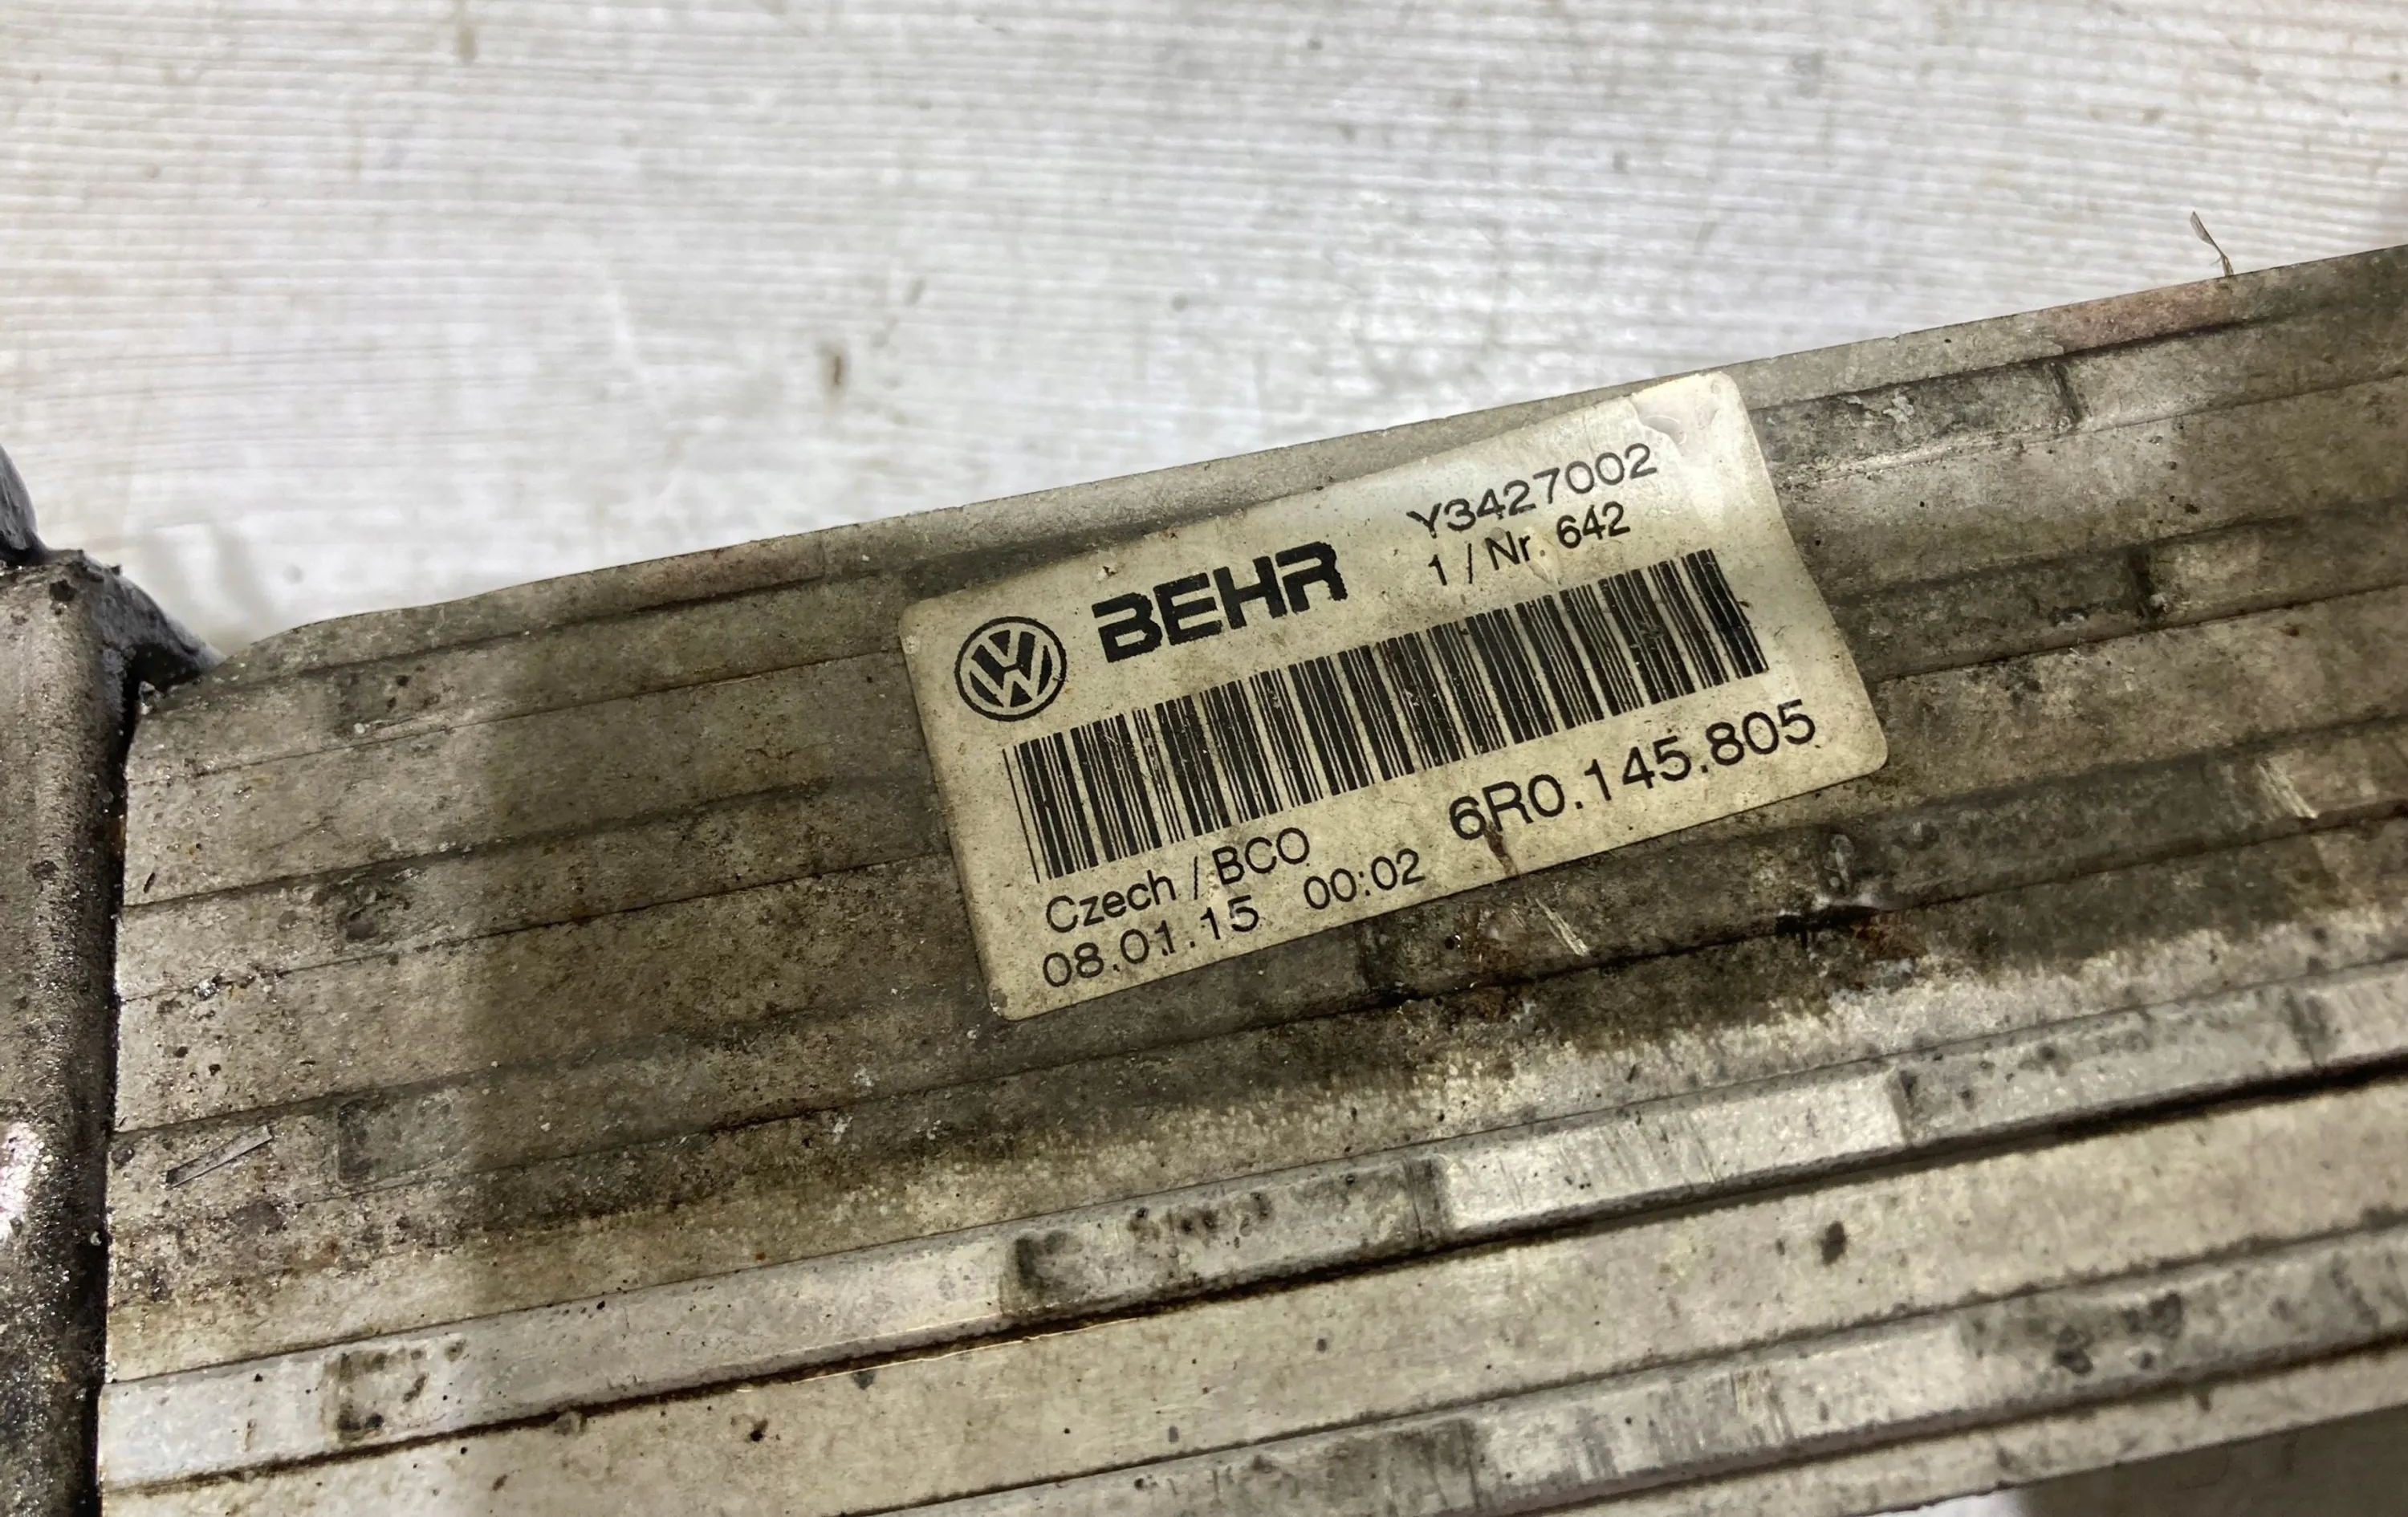 BEHR
Y3427002
1 / Nr. 642
Czech / BCO
08.01.15 00:02
6R0.145.805